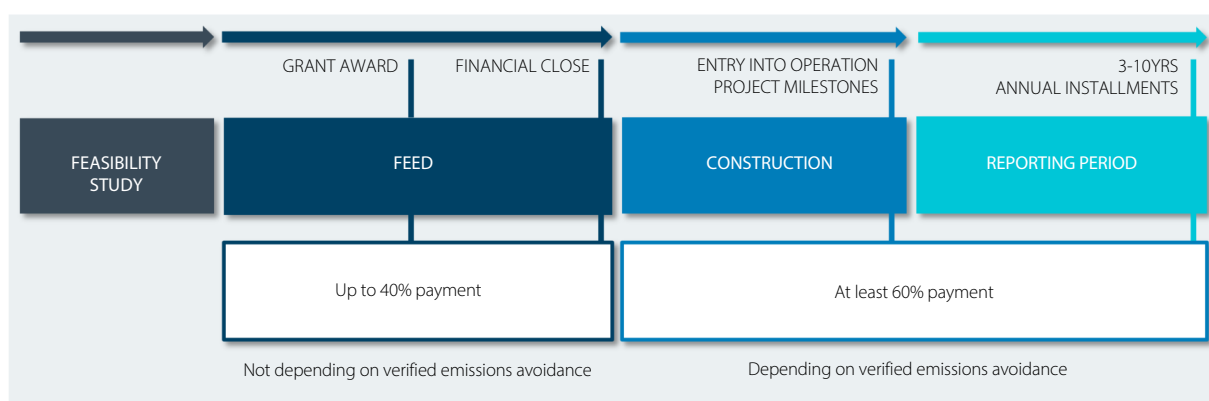 GRANT AWARD
FINANCIAL CLOSE
ENTRY INTO OPERATION
PROJECT MILESTONES
3-10YRS
ANNUAL INSTALLMENTS
FEASIBILITY
STUDY
FEED
CONSTRUCTION
REPORTING PERIOD
Up to 40% payment
At least 60% payment
Not depending on verified emissions avoidance
Depending on verified emissions avoidance